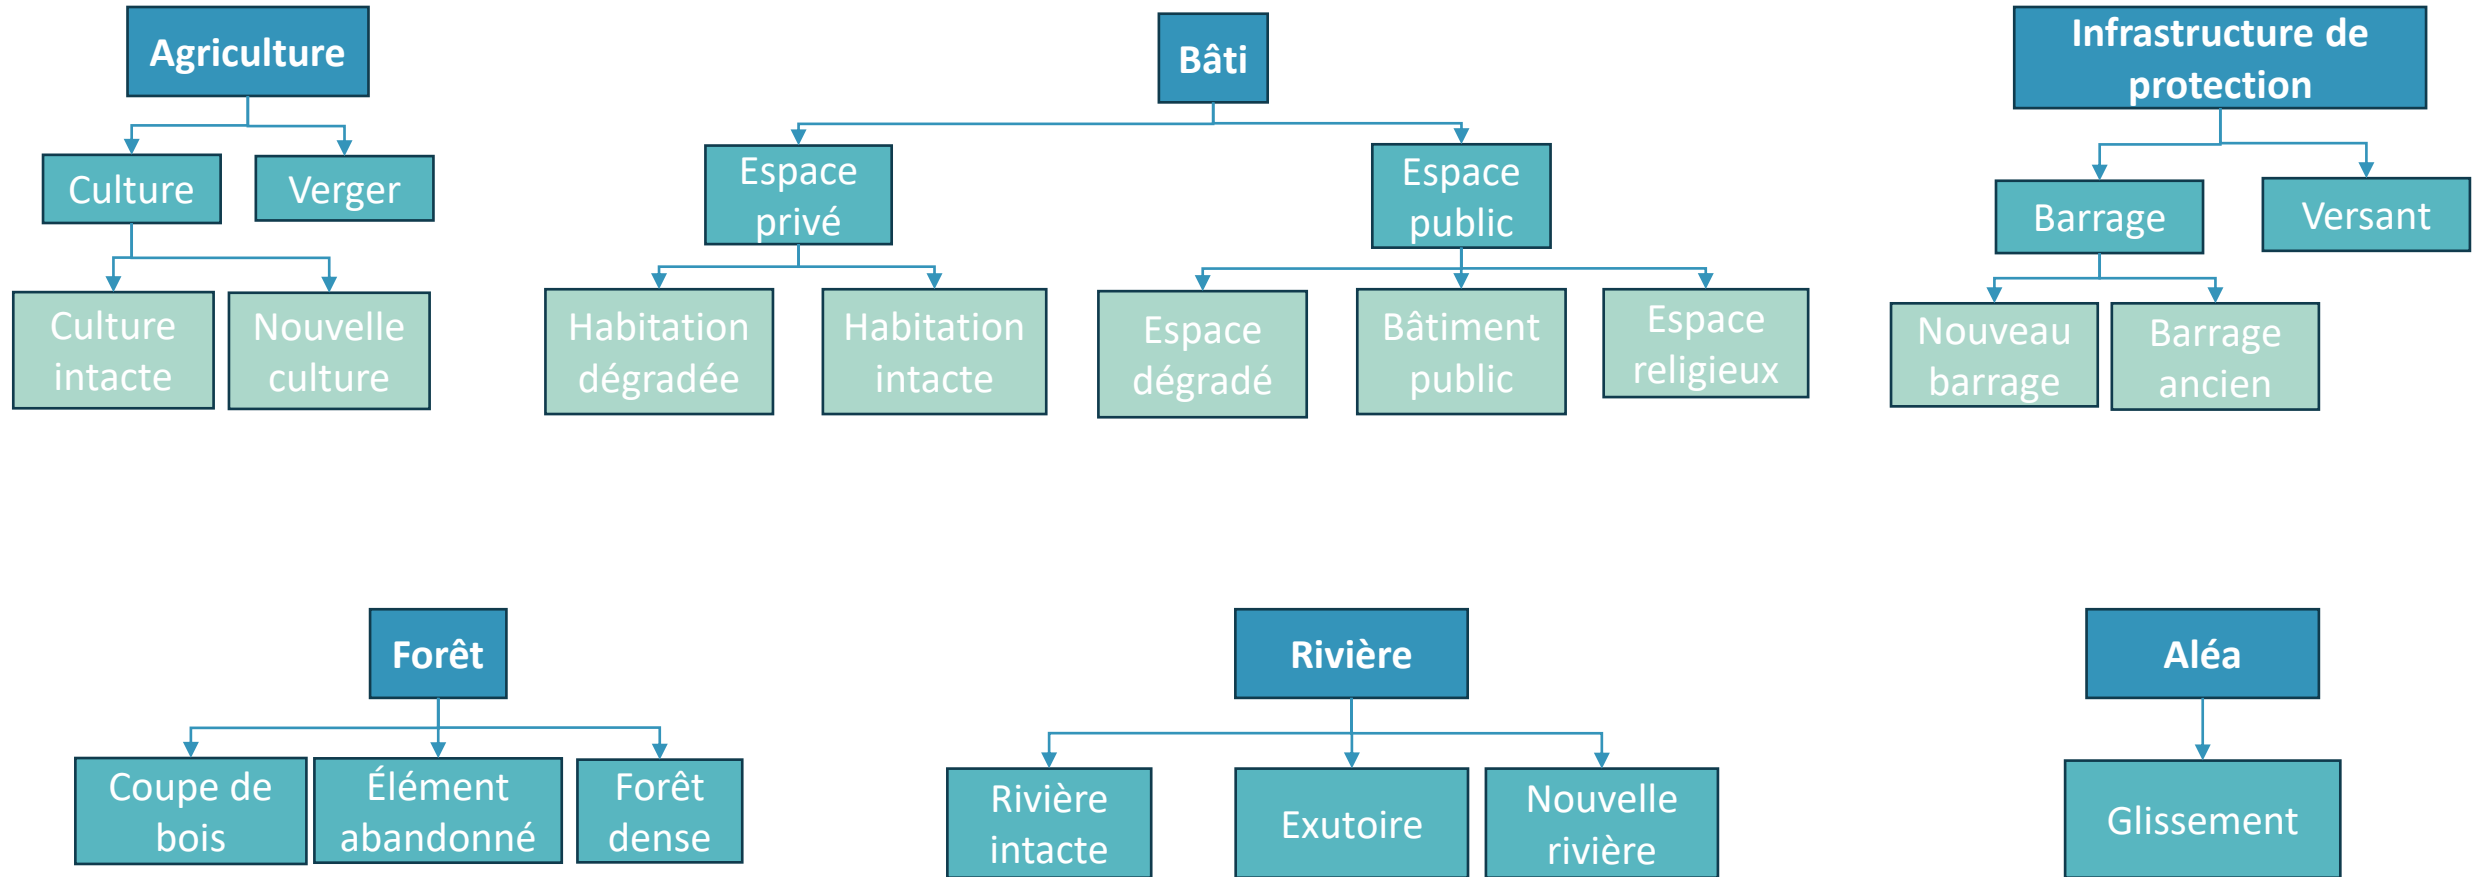 Agriculture
Bâti
Infrastructure de
protection
Culture
Verger
Espace
privé
Espace
public
Barrage
Versant
Culture
intacte
Nouvelle
culture
Habitation
dégradée
Habitation
intacte
Espace
dégradé
Bâtiment
public
Espace
religieux
Nouveau
barrage
Barrage
ancien
Forêt
Rivière
Aléa
Coupe de
bois
Élément
abandonné
Forêt
dense
Rivière
intacte
Exutoire
Nouvelle
rivière
Glissement